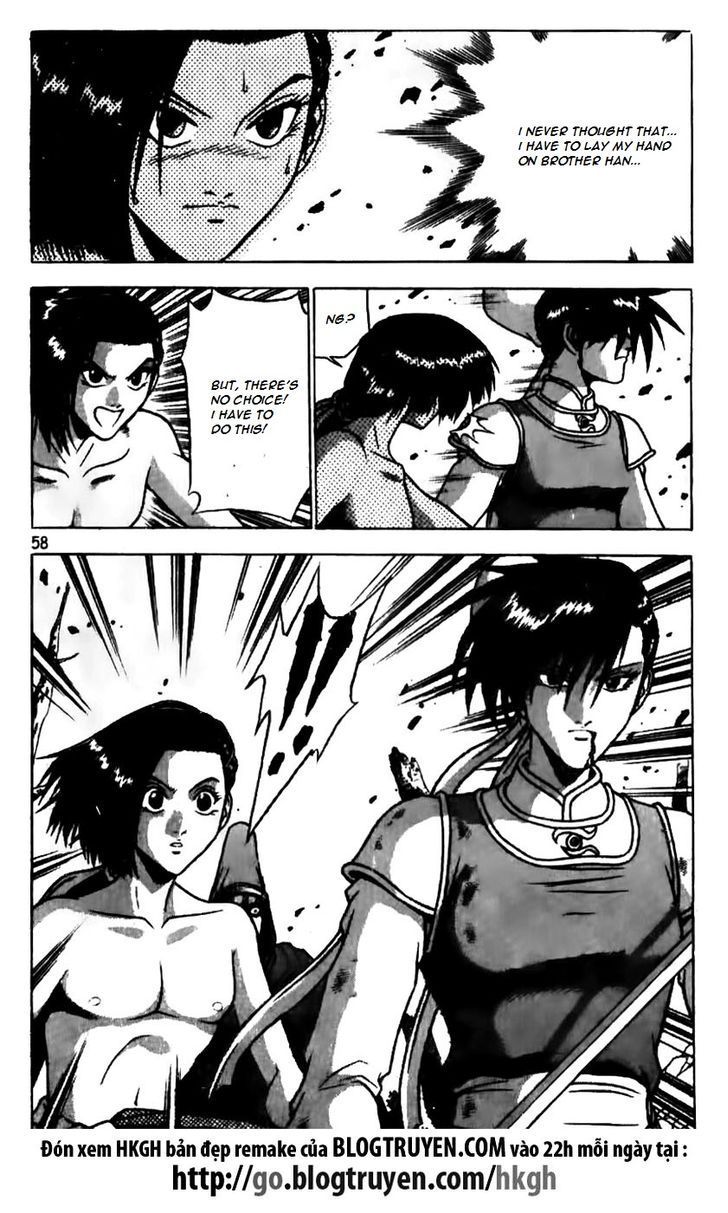 I NEVER THOUGHT THAT...
I HAVE TO LAY MY HAND
ON BROTHER HAN...
BUT, THERE'S
NO CHOICE!
I HAVE TO
DO THIS!
NG?
58
!!
Đón xem HKGH bản đẹp remake của BLOGTRUYEN.COM vào 22h mỗi ngày tại :
http://go.blogtruyen.com/hkgh